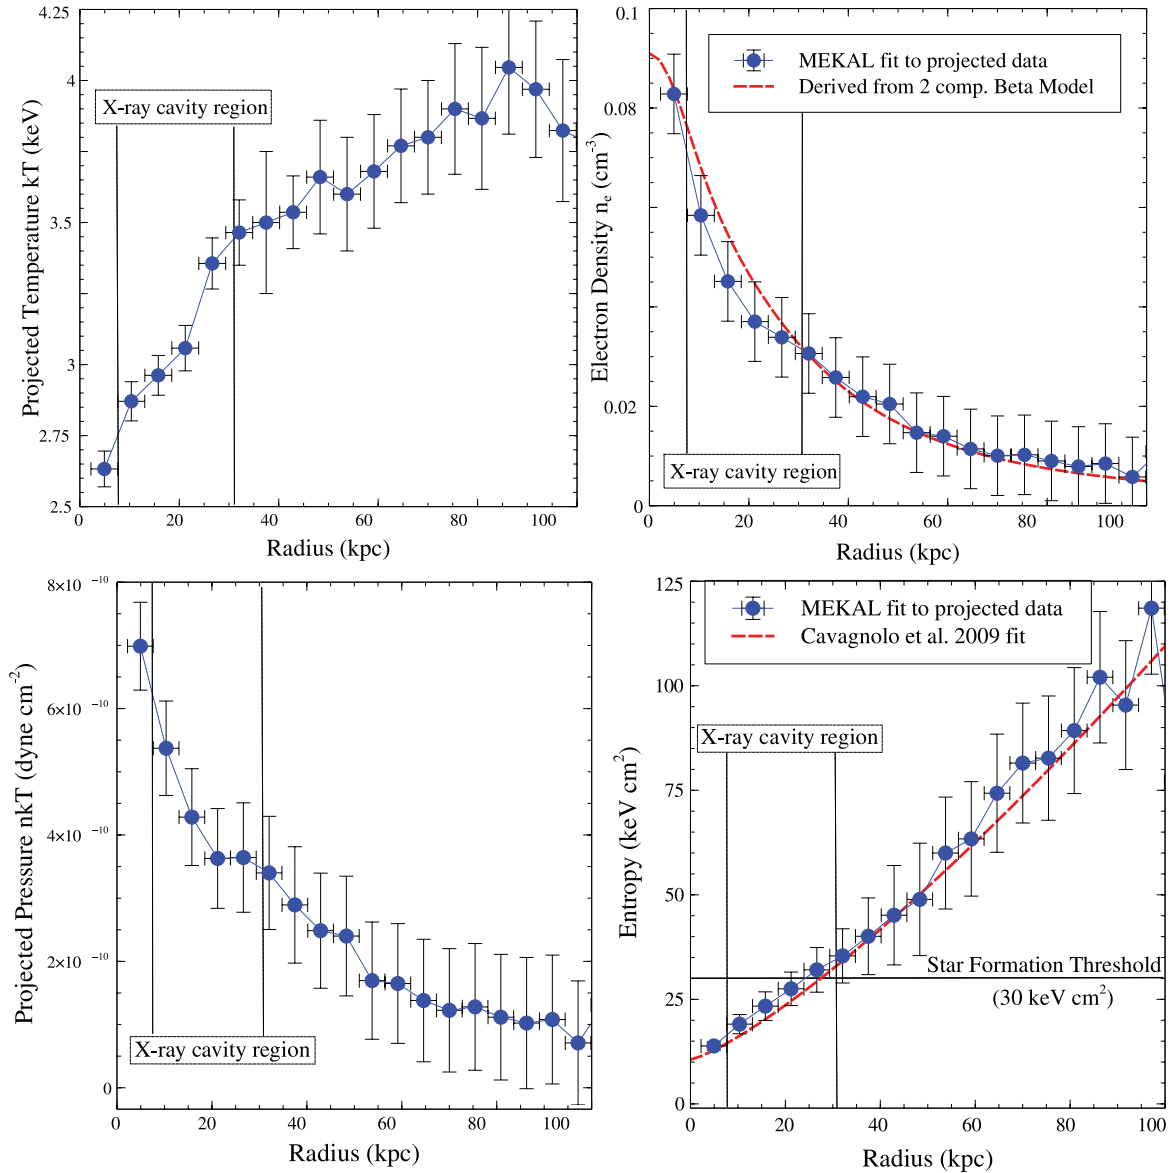 4.25
4
3.5
3
2.75
2.5
Projected Temperature kT (keV)
X-ray cavity region
0
20
40
60
80
100
Radius (kpc)
0.1
0.08
0.02
0
Electron Density n_e (cm⁻³)
MEKAL fit to projected data
Derived from 2 comp. Beta Model
X-ray cavity region
0
20
40
60
80
100
Radius (kpc)
8×10⁻¹⁰
6×10⁻¹⁰
4×10⁻¹⁰
2×10⁻¹⁰
0
Projected Pressure nkT (dyne cm⁻²)
X-ray cavity region
0
20
40
60
80
100
Radius (kpc)
125
100
75
50
25
0
Entropy (keV cm²)
MEKAL fit to projected data
Cavagnolo et al. 2009 fit
X-ray cavity region
Star Formation Threshold
(30 keV cm²)
0
20
40
60
80
100
Radius (kpc)